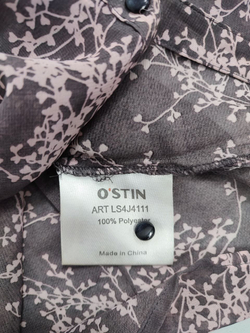 O'STIN
ART LS4J4111
100% Polyester
Made in China